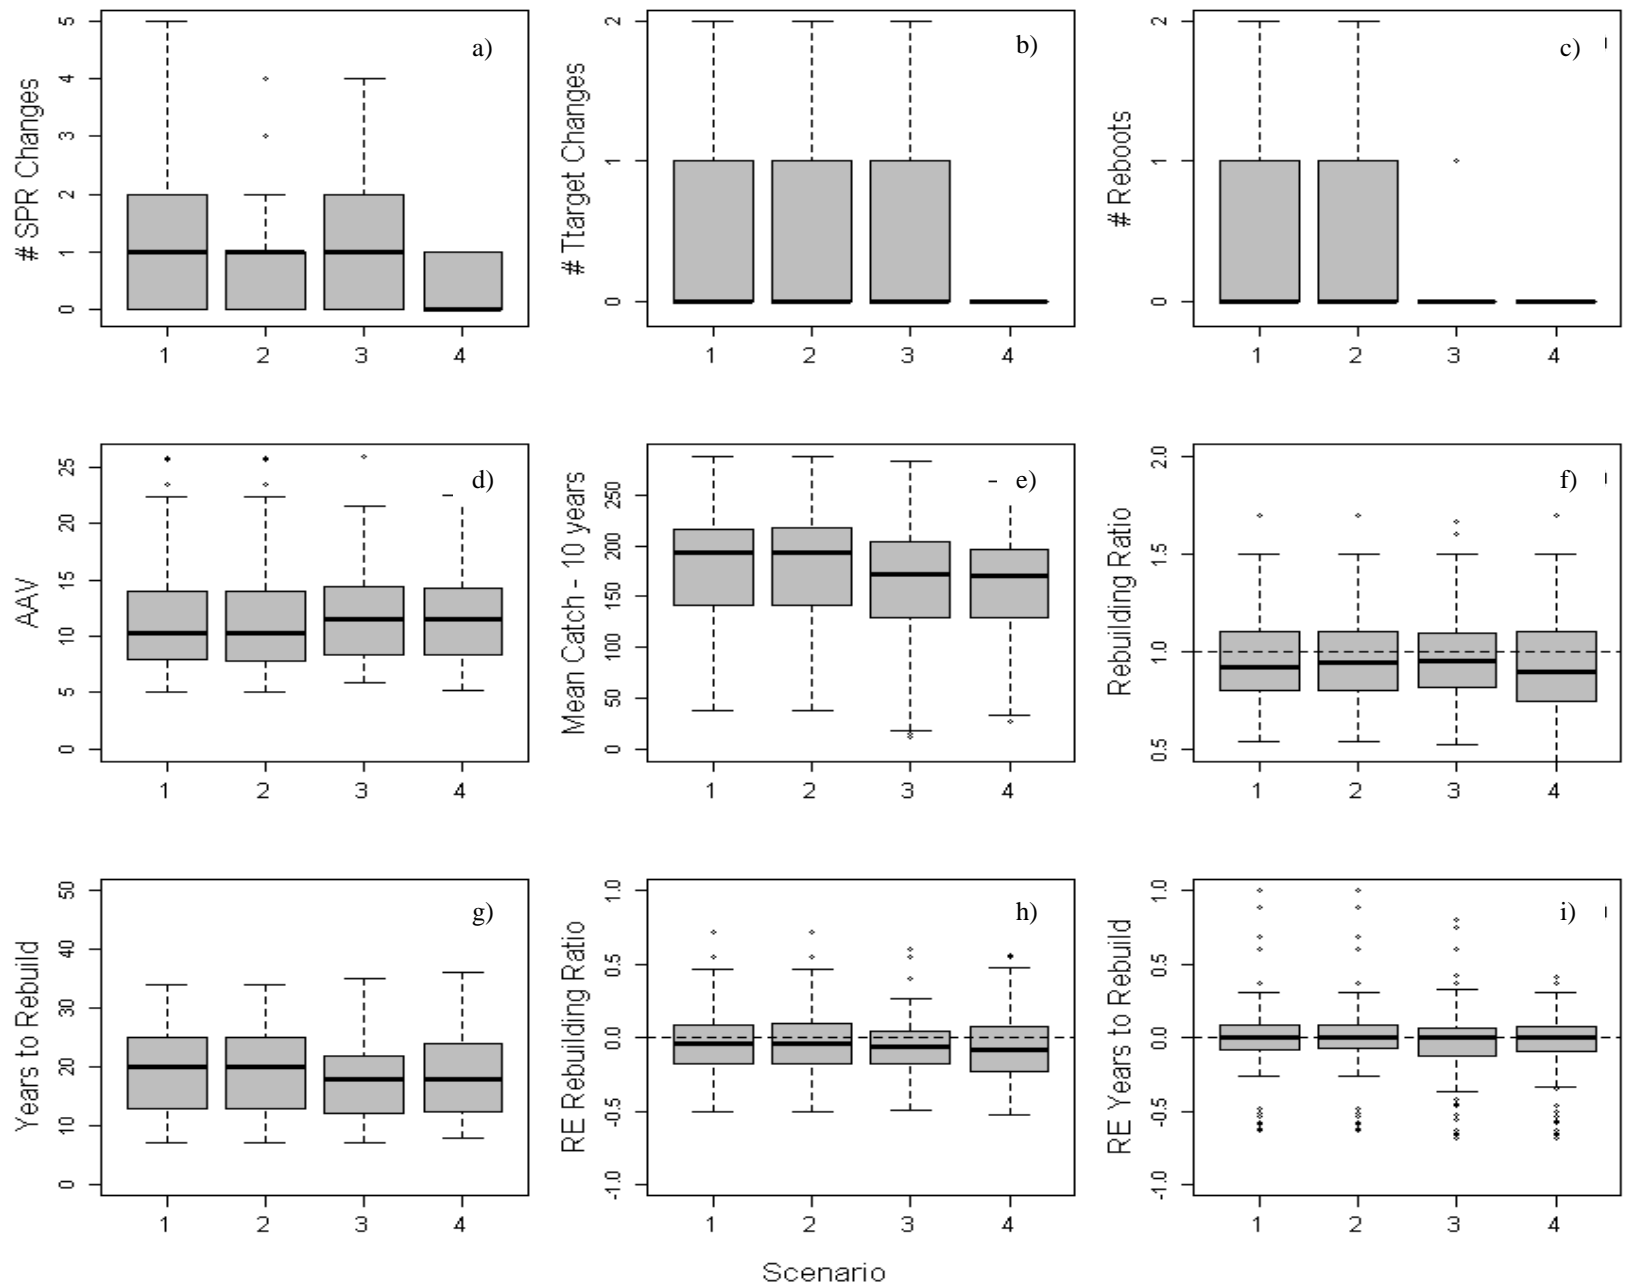 # SPR Changes
0 1 2 3 4 5
a)
1 2 3 4
# Ttarget Changes
0 1 2
b)
1 2 3 4
# Reboots
0 1 2
c)
1 2 3 4
AAV
0 5 10 15 20 25
d)
1 2 3 4
Mean Catch - 10 years
0 50 100 150 200 250
e)
1 2 3 4
Rebuilding Ratio
0.5 1.0 1.5 2.0
f)
1 2 3 4
Years to Rebuild
0 10 20 30 40 50
g)
1 2 3 4
RE Rebuilding Ratio
-1.0 -0.5 0.0 0.5 1.0
h)
1 2 3 4
RE Years to Rebuild
-1.0 -0.5 0.0 0.5 1.0
i)
1 2 3 4
Scenario